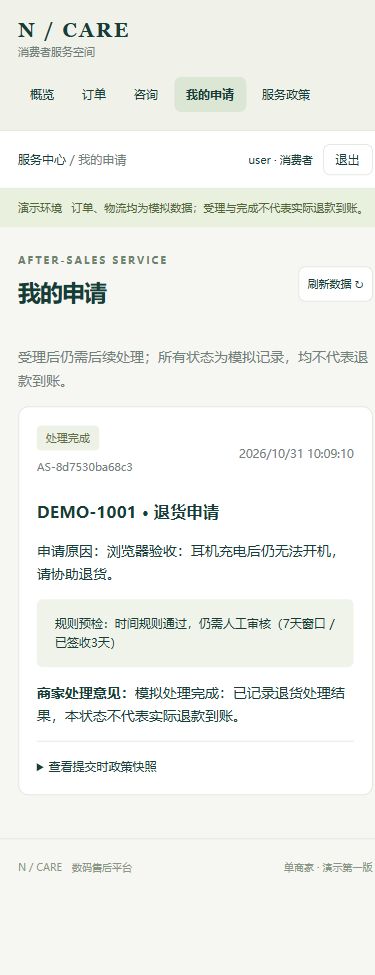 N / CARE
消费者服务空间
概览 订单 咨询 我的申请 服务政策
服务中心 / 我的申请 user · 消费者 退出
演示环境 订单、物流均为模拟数据；受理与完成不代表实际退款到账。
AFTER-SALES SERVICE
我的申请
刷新数据 ↻
受理后仍需后续处理；所有状态为模拟记录，均不代表退
款到账。
处理完成
AS-8d7530ba68c3
2026/10/31 10:09:10
DEMO-1001 • 退货申请
申请原因：浏览器验收：耳机充电后仍无法开机，
请协助退货。
规则预检：时间规则通过，仍需人工审核（7天窗口 /
已签收3天）
商家处理意见：模拟处理完成：已记录退货处理结
果，本状态不代表实际退款到账。
▶ 查看提交时政策快照
N / CARE 数码售后平台 单商家 · 演示第一版